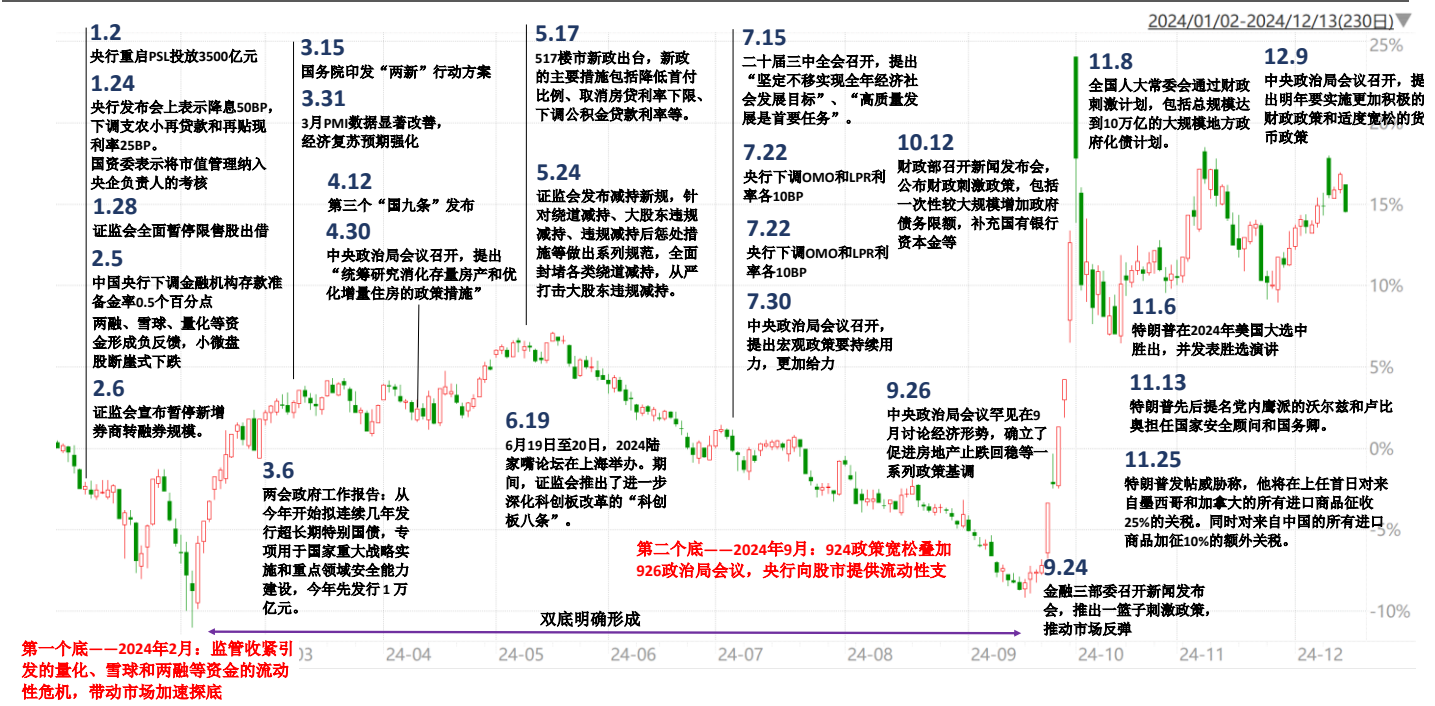 2024/01/02-2024/12/13(230日)
1.2
央行重启PSL投放3500亿元
1.24
央行发布会上表示降息50BP，
下调支农小再贷款和再贴现
利率25BP。
国资委表示将市值管理纳入
央企负责人的考核
1.28
证监会全面暂停限售股出借
2.5
中国央行下调金融机构存款准
备金率0.5个百分点
两融、雪球、量化等资
金形成负反馈，小微盘
股断崖式下跌
2.6
证监会宣布暂停新增
券商转融券规模。
3.6
两会政府工作报告：从
今年开始拟连续几年发
行超长期特别国债，专
项用于国家重大战略实
施和重点领域安全能力
建设，今年先发行 1 万
亿元。
3.15
国务院印发“两新”行动方案
3.31
3月PMI数据显著改善，
经济复苏预期强化
4.12
第三个“国九条”发布
4.30
中央政治局会议召开，提出
“统筹研究消化存量房产和优
化增量住房的政策措施”
5.17
517楼市新政出台，新政
的主要措施包括降低首付
比例、取消房贷利率下限、
下调公积金贷款利率等。
5.24
证监会发布减持新规，针
对绕道减持、大股东违规
减持、违规减持后惩处措
施等做出系列规范，全面
封堵各类绕道减持，从严
打击大股东违规减持。
6.19
6月19日至20日，2024陆
家嘴论坛在上海举办。期
间，证监会推出了进一步
深化科创板改革的“科创
板八条”。
7.15
二十届三中全会召开，提出
“坚定不移实现全年经济社
会发展目标”、“高质量发
展是首要任务”。
7.22
央行下调OMO和LPR利
率各10BP
7.22
央行下调OMO和LPR利
率各10BP
7.30
中央政治局会议召开，
提出宏观政策要持续用
力，更加给力
10.12
财政部召开新闻发布会，
公布财政刺激政策，包括
一次性较大规模增加政府
债务限额，补充国有银行
资本金等
9.26
中央政治局会议罕见在9
月讨论经济形势，确立了
促进房地产止跌回稳等一
系列政策基调
9.24
金融三部委召开新闻发布
会，推出一篮子刺激政策，
推动市场反弹
11.8
全国人大常委会通过财政
刺激计划，包括总规模达
到10万亿的大规模地方政
府化债计划。
12.9
中央政治局会议召开，提
出明年要实施更加积极的
财政政策和适度宽松的货
币政策
11.6
特朗普在2024年美国大选中
胜出，并发表胜选演讲
11.13
特朗普先后提名党内鹰派的沃尔兹和卢比
奥担任国家安全顾问和国务卿。
11.25
特朗普发帖威胁称，他将在上任首日对来
自墨西哥和加拿大的所有进口商品征收
25%的关税。同时对来自中国的所有进口
商品加征10%的额外关税。
第二个底——2024年9月：924政策宽松叠加
926政治局会议，央行向股市提供流动性支
双底明确形成
第一个底——2024年2月：监管收紧引
发的量化、雪球和两融等资金的流动
性危机，带动市场加速探底
25%
15%
10%
5%
0%
-5%
-10%
03
24-04
24-05
24-06
24-07
24-08
24-09
24-10
24-11
24-12